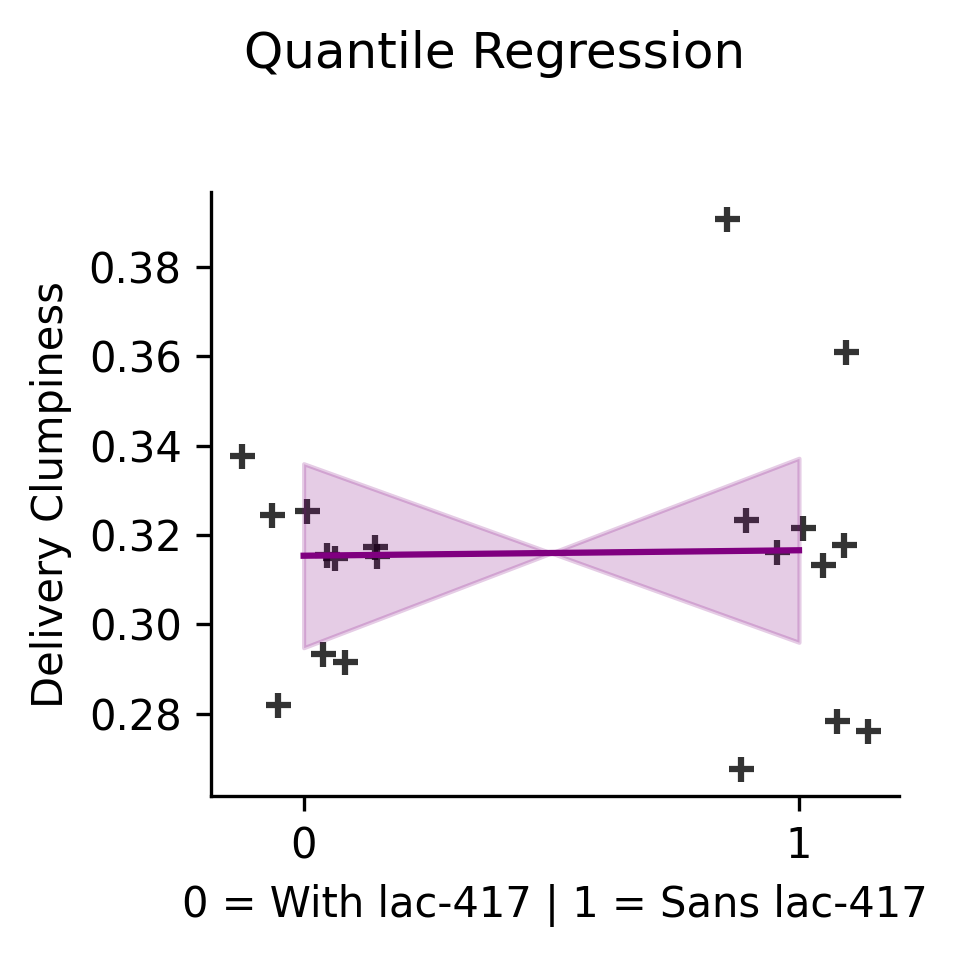 Quantile Regression
Delivery Clumpiness
0.38
0.36
0.34
0.32
0.30
0.28
0 1
0 = With lac-417 | 1 = Sans lac-417